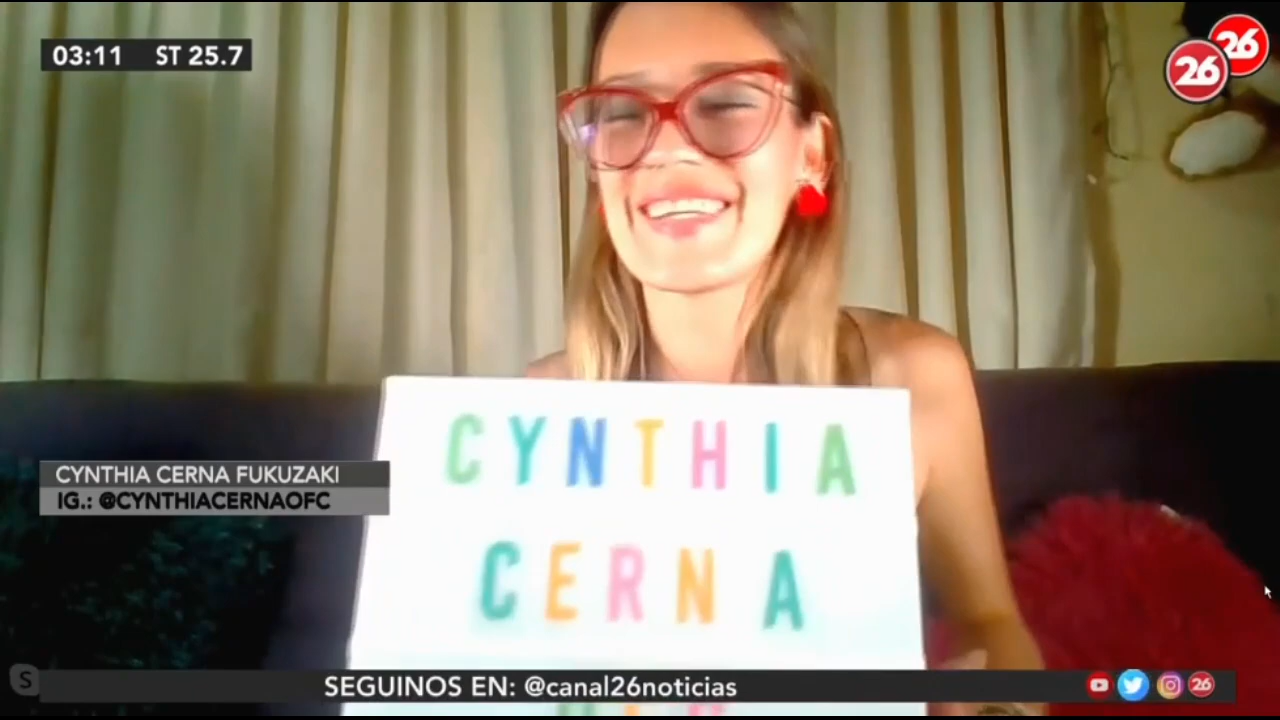 03:11 ST 25.7
26
26
CYNTHIA
CERNA
CYNTHIA CERNA FUKUZAKI
IG.: @CYNTHIACERNAOFC
S
SEGUINOS EN: @canal26noticias
26